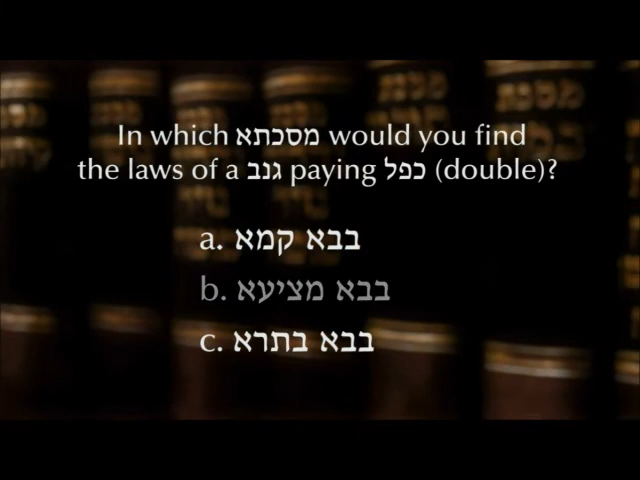 In which מסכתא would you find
the laws of a גנב paying כפל (double)?
a. בבא קמא
b. בבא מציעא
c. בבא בתרא